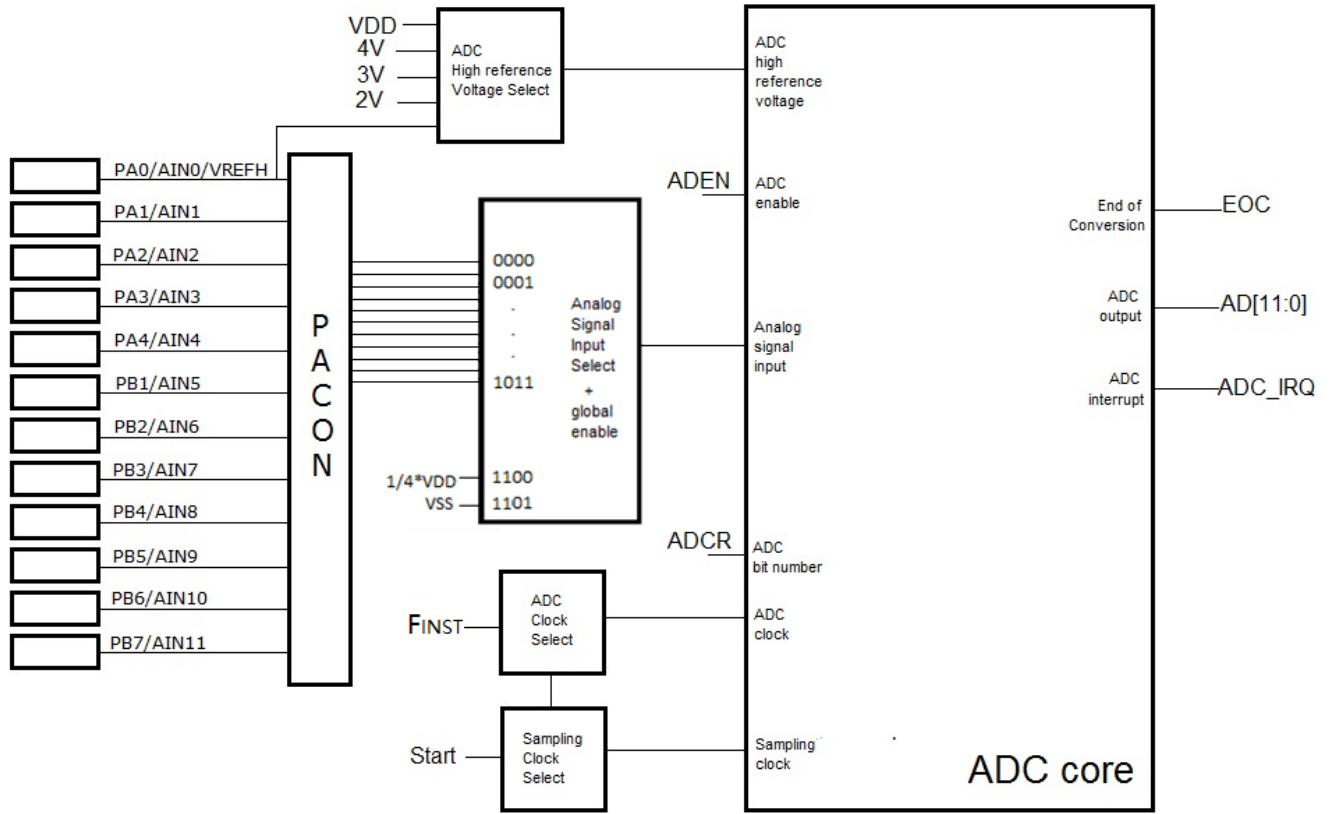 VDD
4V
3V
2V
ADC
High reference
Voltage Select
ADC
high
reference
voltage
PA0/AIN0/VREFH
PA1/AIN1
PA2/AIN2
PA3/AIN3
PA4/AIN4
PB1/AIN5
PB2/AIN6
PB3/AIN7
PB4/AIN8
PB5/AIN9
PB6/AIN10
PB7/AIN11
P
A
C
O
N
0000
0001
.
.
.
1011
1100
1101
1/4*VDD
VSS
Analog
Signal
Input
Select
+
global
enable
ADEN
ADC
enable
Analog
signal
input
ADCR
ADC
bit number
FINST
ADC
Clock
Select
ADC
clock
Start
Sampling
Clock
Select
Sampling
clock
End of
Conversion
EOC
ADC
output
AD[11:0]
ADC
interrupt
ADC_IRQ
ADC core